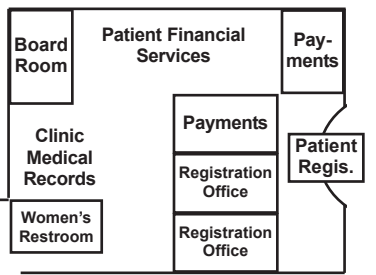 Board
Room
Patient Financial
Services
Pay-
ments
Clinic
Medical
Records
Payments
Patient
Regis.
Registration
Office
Women's
Restroom
Registration
Office